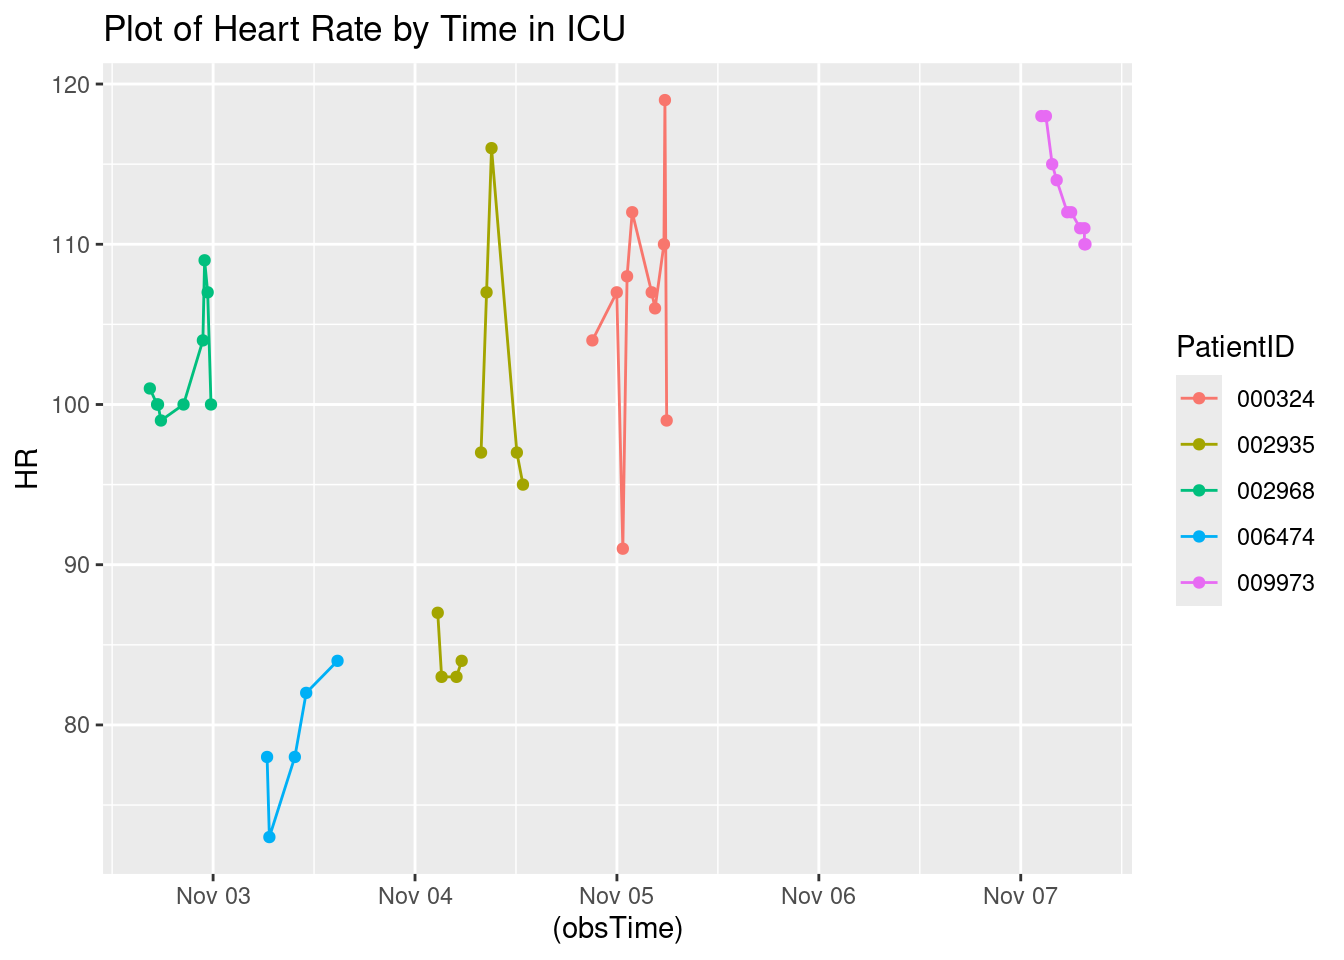 Plot of Heart Rate by Time in ICU
120
110
100
90
80
HR
Nov 03 Nov 04 Nov 05 Nov 06 Nov 07
(obsTime)
PatientID
000324
002935
002968
006474
009973